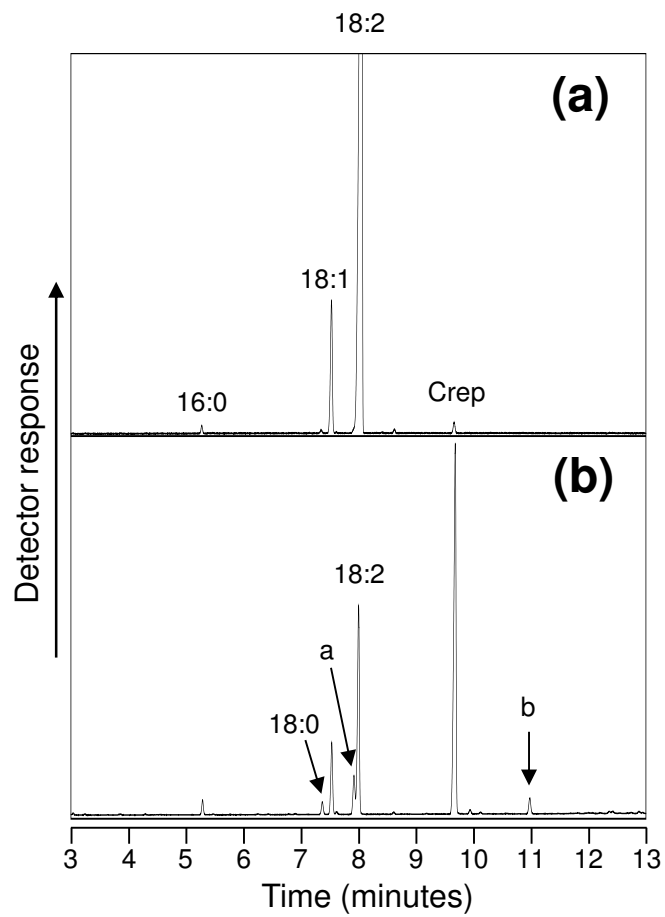 18:2
(a)
18:1
16:0
Crep
(b)
18:2
a
18:0
b
Detector response
3 4 5 6 7 8 9 10 11 12 13
Time (minutes)